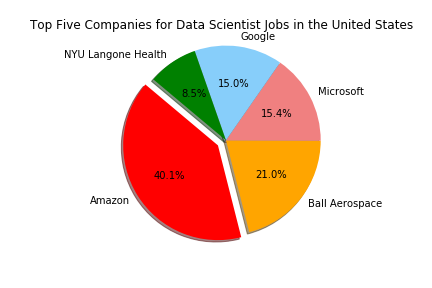 Top Five Companies for Data Scientist Jobs in the United States
Google
NYU Langone Health
Microsoft
15.0%
8.5%
15.4%
40.1%
21.0%
Amazon
Ball Aerospace